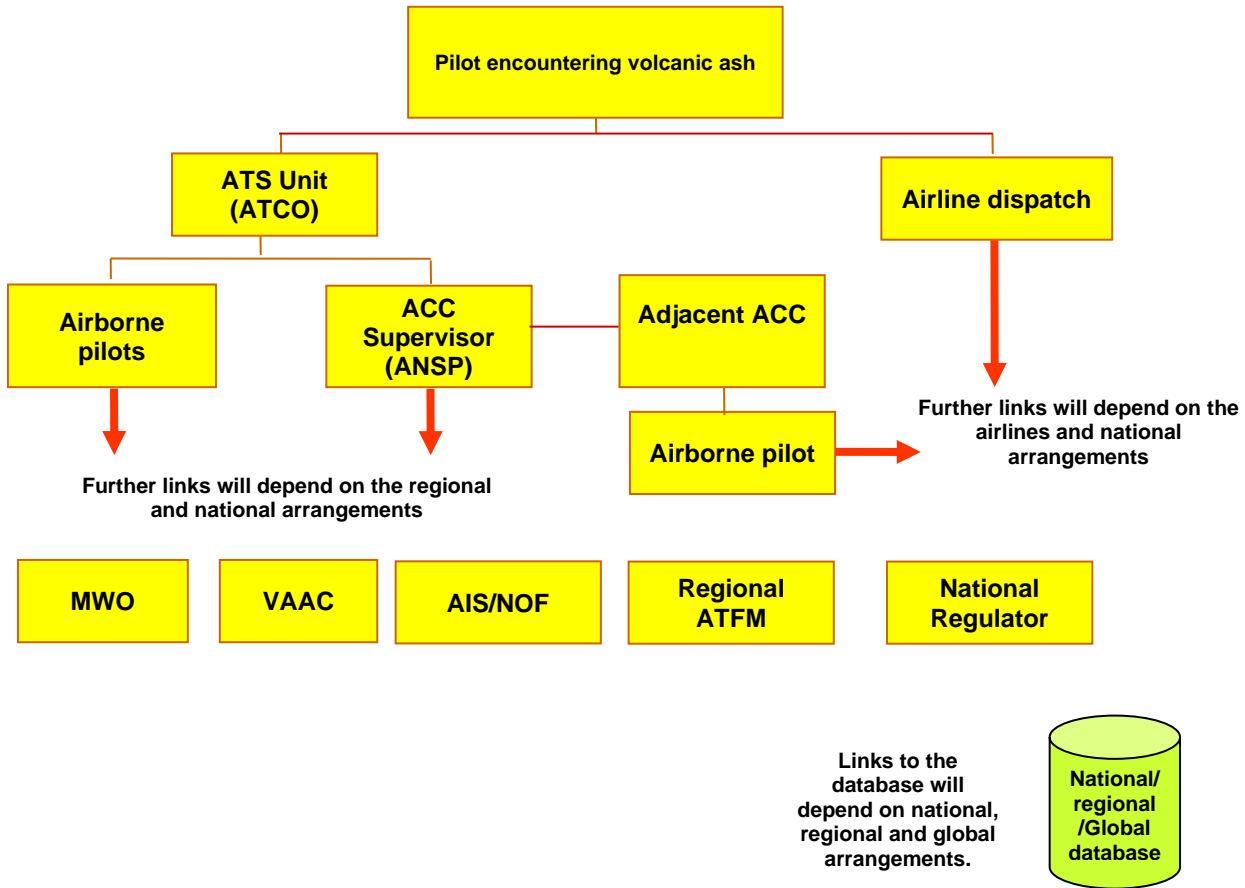 Pilot encountering volcanic ash
ATS Unit
(ATCO)
Airline dispatch
Airborne
pilots
ACC
Supervisor
(ANSP)
Adjacent ACC
Airborne pilot
Further links will depend on the
airlines and national
arrangements
Further links will depend on the regional
and national arrangements
MWO
VAAC
AIS/NOF
Regional
ATFM
National
Regulator
Links to the
database will
depend on national,
regional and global
arrangements.
National/
regional
/Global
database